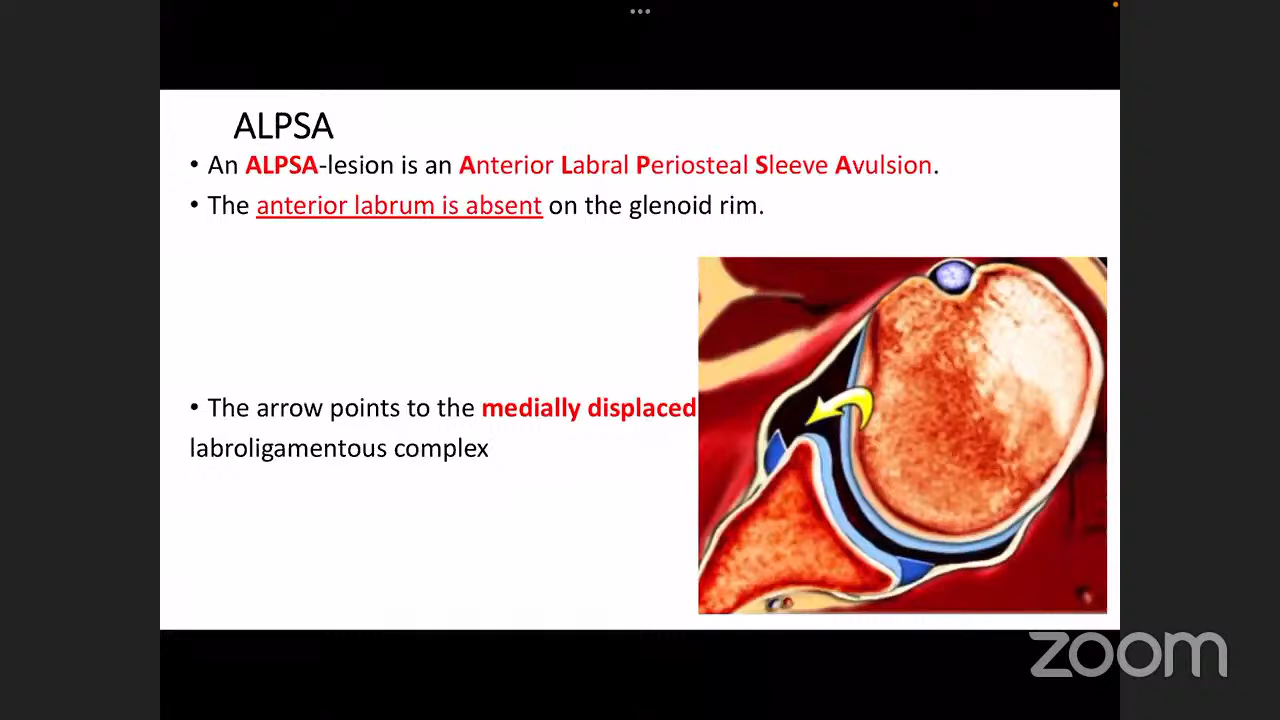 ALPSA
• An ALPSA-lesion is an Anterior Labral Periosteal Sleeve Avulsion.
• The anterior labrum is absent on the glenoid rim.
• The arrow points to the medially displaced
labroligamentous complex
zoom